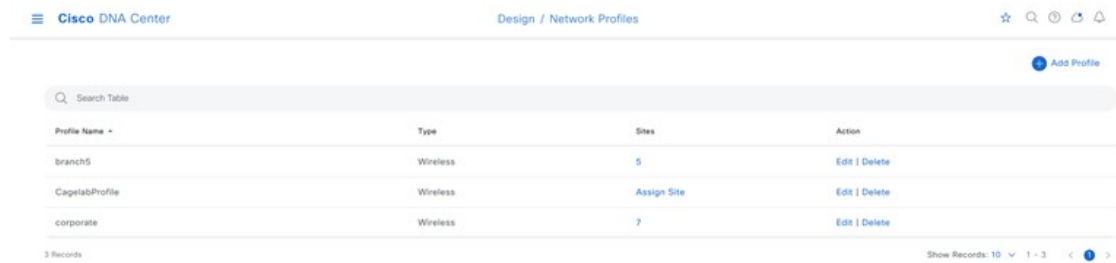 Cisco DNA Center Design / Network Profiles
Add Profile
Search Table
Profile Name Type Sites Action
branch5 Wireless 5 Edit | Delete
CagelabProfile Wireless Assign Site Edit | Delete
corporate Wireless 7 Edit | Delete
3 Records Show Records: 10 1 - 3 1